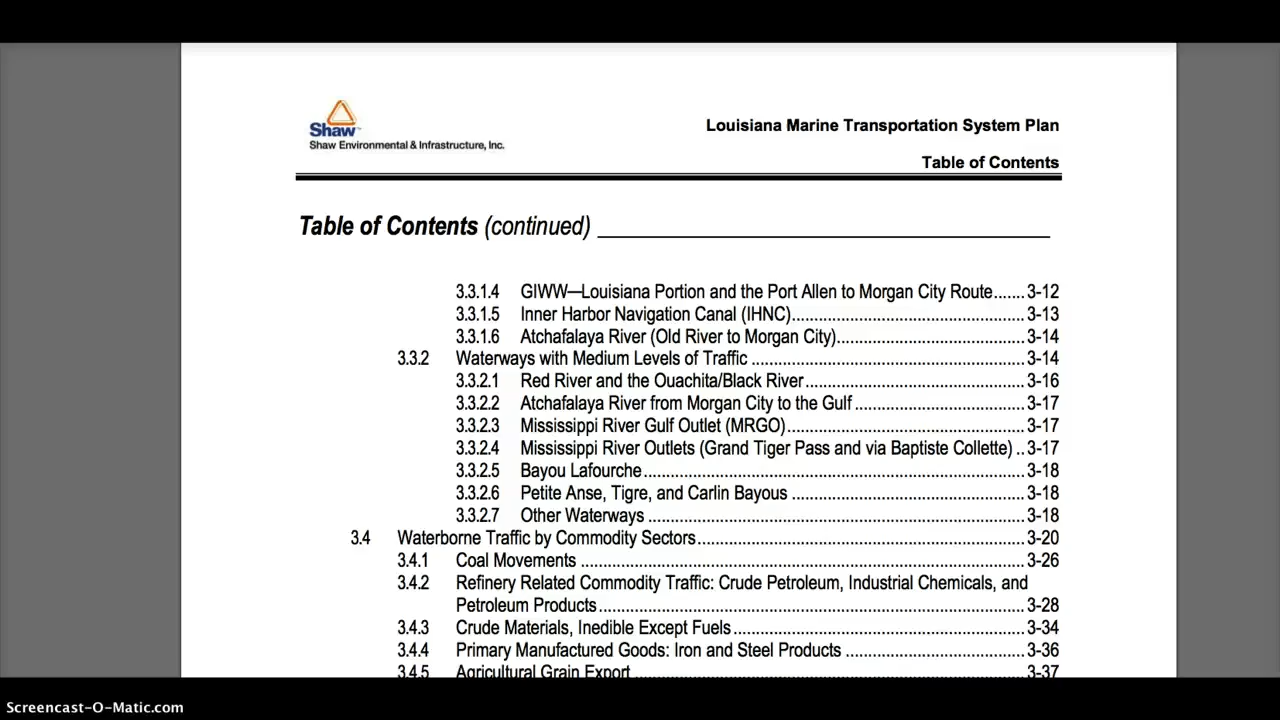 Shaw™
Shaw Environmental & Infrastructure, Inc.
Louisiana Marine Transportation System Plan
Table of Contents
Table of Contents (continued)
3.3.1.4 GIWW—Louisiana Portion and the Port Allen to Morgan City Route.......3-12
3.3.1.5 Inner Harbor Navigation Canal (IHNC)..................................................3-13
3.3.1.6 Atchafalaya River (Old River to Morgan City)........................................3-14
3.3.2 Waterways with Medium Levels of Traffic ..........................................................3-14
3.3.2.1 Red River and the Ouachita/Black River..............................................3-16
3.3.2.2 Atchafalaya River from Morgan City to the Gulf ....................................3-17
3.3.2.3 Mississippi River Gulf Outlet (MRGO)..................................................3-17
3.3.2.4 Mississippi River Outlets (Grand Tiger Pass and via Baptiste Collette) ..3-17
3.3.2.5 Bayou Lafourche................................................................................3-18
3.3.2.6 Petite Anse, Tigre, and Carlin Bayous .................................................3-18
3.3.2.7 Other Waterways ...............................................................................3-18
3.4 Waterborne Traffic by Commodity Sectors......................................................................3-20
3.4.1 Coal Movements ...............................................................................................3-26
3.4.2 Refinery Related Commodity Traffic: Crude Petroleum, Industrial Chemicals, and
Petroleum Products............................................................................................3-28
3.4.3 Crude Materials, Inedible Except Fuels..............................................................3-34
3.4.4 Primary Manufactured Goods: Iron and Steel Products ......................................3-36
3.4.5 Agricultural Grain Export.....................................................................................3-37
Screencast-O-Matic.com